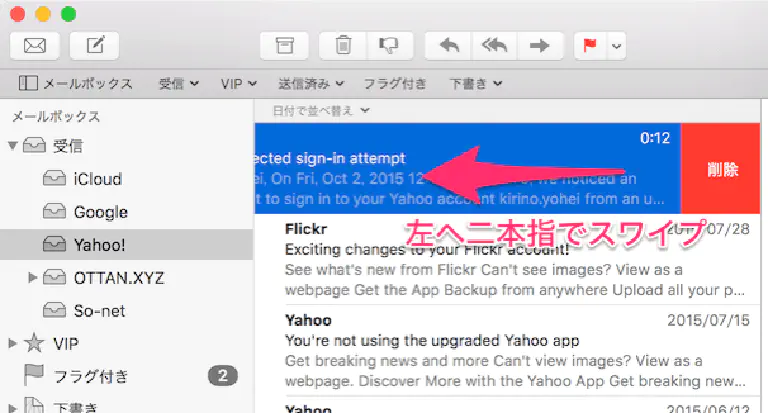 メールボックス 受信 VIP 送信済み フラグ付き 下書き
メールボックス
受信
iCloud
Google
Yahoo!
OTTAN.XYZ
So-net
VIP
フラグ付き 2
下書き
日付で並べ替え
0:12
ected sign-in attempt
ei, On Fri, Oct 2, 2015 12 we noticed an
t to sign in to your Yahoo account kirino.yohei from an u...
削除
左へ二本指でスワイプ
Flickr /07/28
Exciting changes to your Flickr account!
See what's new from Flickr Can't see images? View as a
webpage Get the App Backup from anywhere Upload all your p...
Yahoo 2015/07/15
You're not using the upgraded Yahoo app
Get breaking news and more Can't view images? View as a
webpage. Discover More with the Yahoo App Get breaking new...
Yahoo 2015/06/12